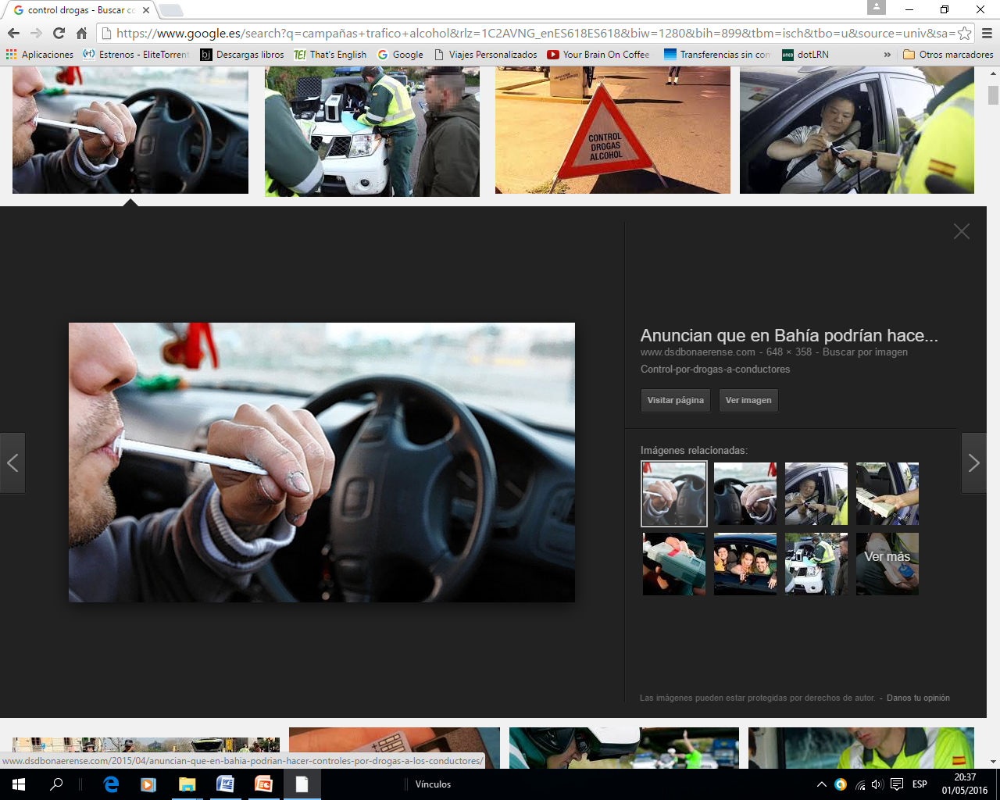 control drogas - Buscar co
https://www.google.es/search?q=campañas+trafico+alcohol&rlz=1C2AVNG_enES618ES618&biw=1280&bih=899&tbm=isch&tbo=u&source=univ&sa=
Aplicaciones Estrenos - EliteTorrent Descargas libros That's English Google Viajes Personalizados Your Brain On Coffee Transferencias sin com dotLRN » Otros marcadores
CONTROL
DROGAS
ALCOHOL
Anuncian que en Bahía podrían hace...
www.dsdbonaerense.com - 648 × 358 - Buscar por imagen
Control-por-drogas-a-conductores
Visitar página Ver imagen
Imágenes relacionadas:
Ver más
Las imágenes pueden estar protegidas por derechos de autor. - Danos tu opinión
www.dsdbonaerense.com/2015/04/anuncian-que-en-bahia-podrian-hacer-controles-por-drogas-a-los-conductores/
Vínculos
ESP
20:37
01/05/2016